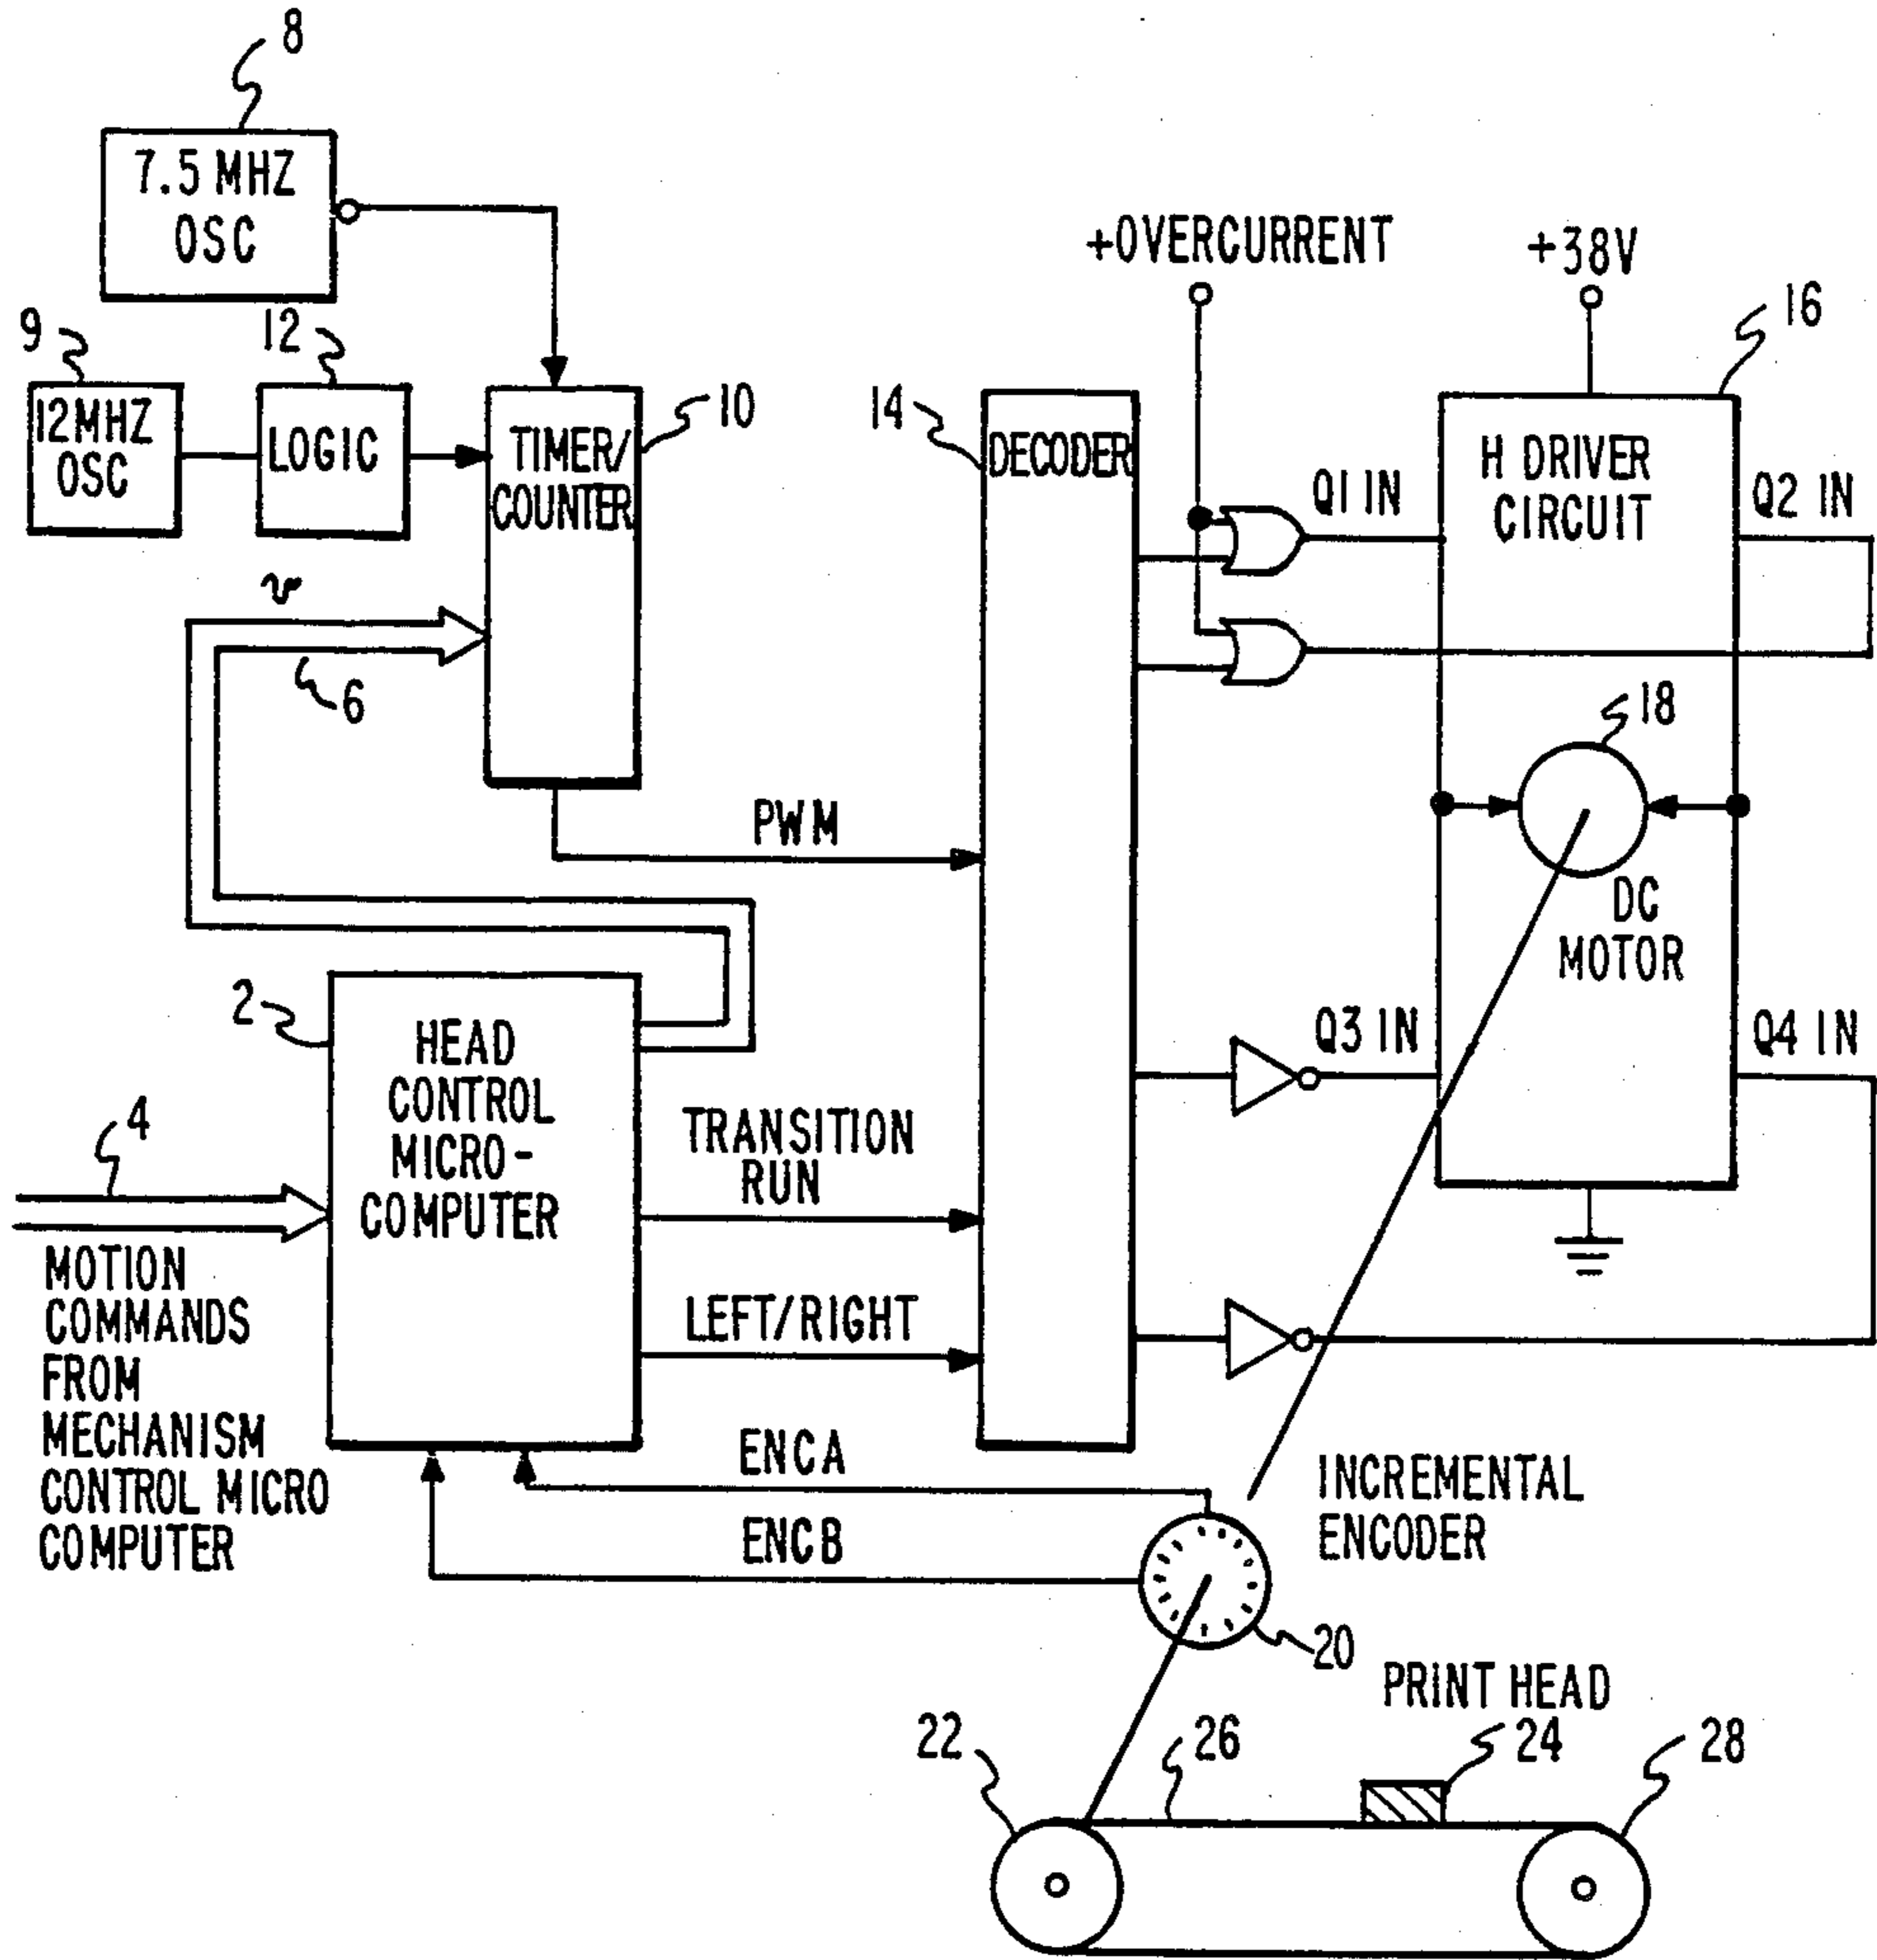 8
7.5 MHZ
OSC
+OVERCURRENT
+38V
16
9
12
12MHZ
OSC
LOGIC
TIMER/
COUNTER
10
14
DECODER
H DRIVER
CIRCUIT
Q1 IN
Q2 IN
v
6
18
PWM
DC
MOTOR
2
HEAD
CONTROL
MICRO-
COMPUTER
Q3 IN
Q4 IN
4
TRANSITION
RUN
MOTION
COMMANDS
FROM
MECHANISM
CONTROL MICRO
COMPUTER
LEFT/RIGHT
ENCA
ENCB
INCREMENTAL
ENCODER
20
PRINT HEAD
22
26
24
28